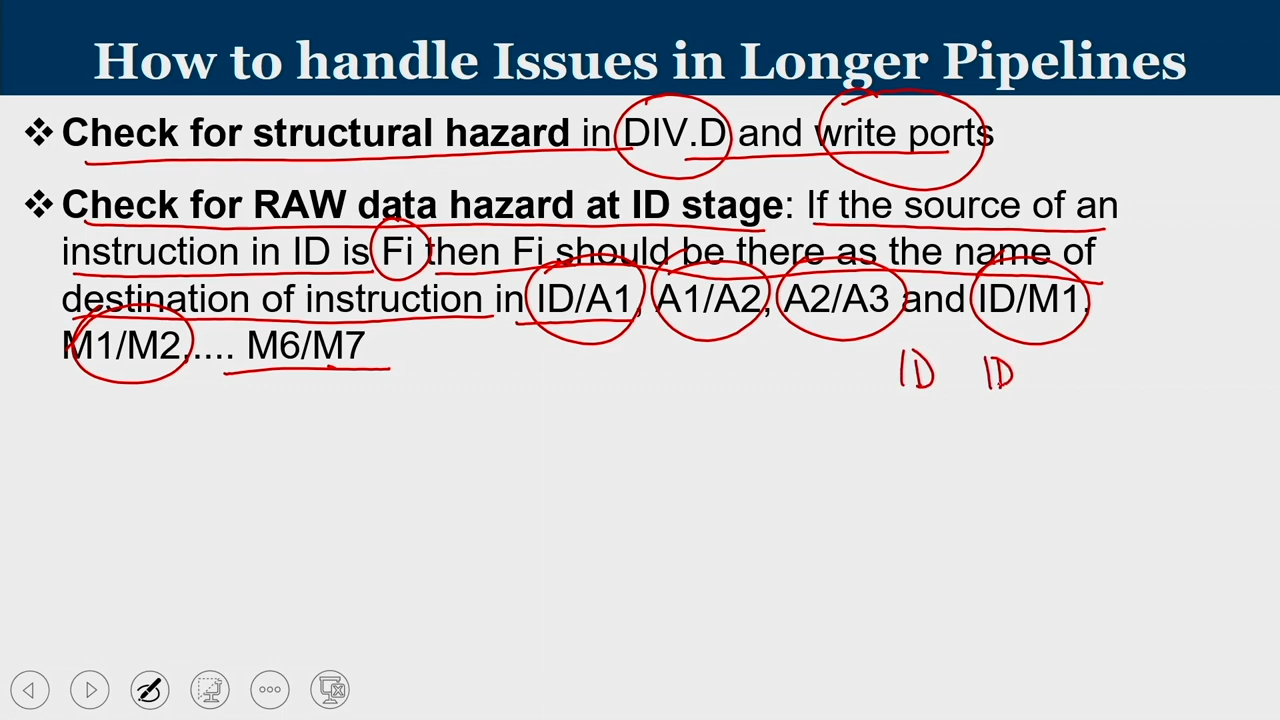 How to handle Issues in Longer Pipelines
❖ Check for structural hazard in DIV.D and write ports
❖ Check for RAW data hazard at ID stage: If the source of an
instruction in ID is Fi then Fi should be there as the name of
destination of instruction in ID/A1, A1/A2, A2/A3 and ID/M1,
M1/M2,.... M6/M7
ID ID